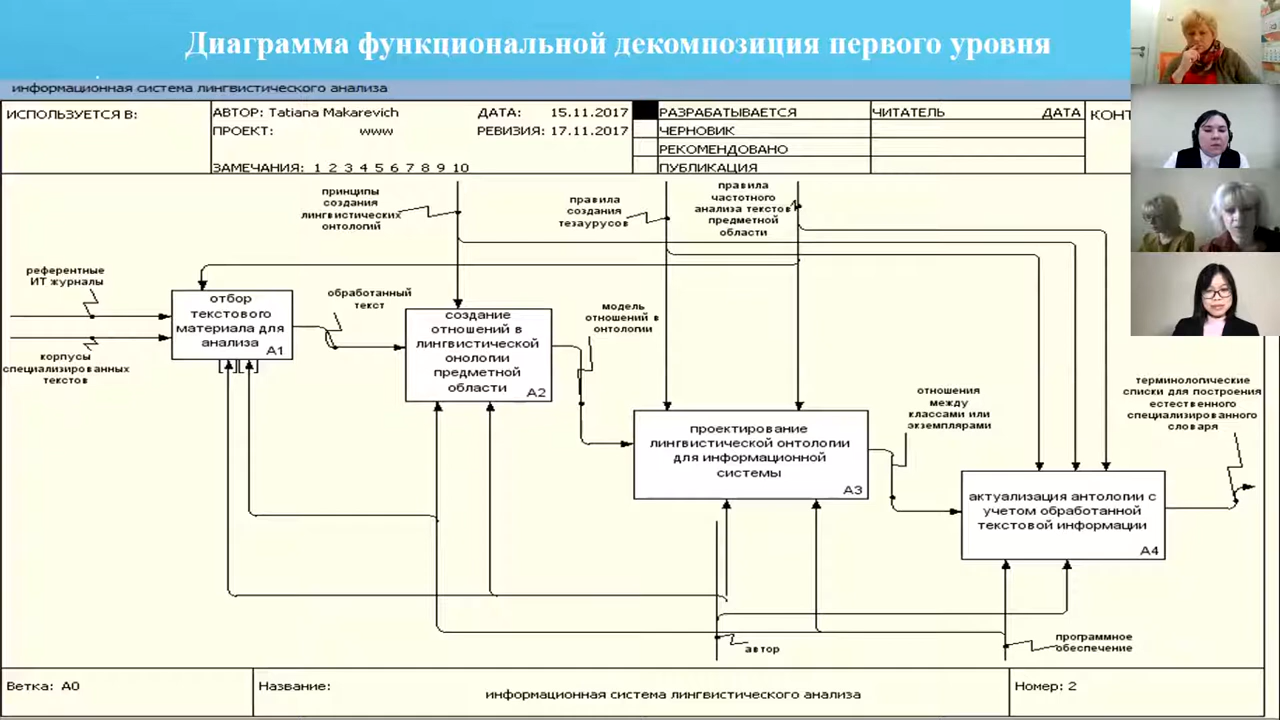 Диаграмма функциональной декомпозиция первого уровня
информационная система лингвистического анализа
ИСПОЛЬЗУЕТСЯ В:
АВТОР: Tatiana Makarevich
ДАТА: 15.11.2017
ПРОЕКТ: www
РЕВИЗИЯ: 17.11.2017
ЗАМЕЧАНИЯ: 1 2 3 4 5 6 7 8 9 10
РАЗРАБАТЫВАЕТСЯ
ЧЕРНОВИК
РЕКОМЕНДОВАНО
ПУБЛИКАЦИЯ
ЧИТАТЕЛЬ
ДАТА
КОНТ
принципы
создания
лингвистических
онтологий
правила
создания
тезаурусов
правила
частотного
анализа текстов
предметной
области
референтные
ИТ журналы
корпусы
специализированных
текстов
отбор
текстового
материала для
анализа
A1
обработанный
текст
создание
отношений в
лингвистической
онологии
предметной
области
A2
модель
отношений в
онтологии
проектирование
лингвистической онтологии
для информационной
системы
A3
отношения
между
классами или
экземплярами
актуализация антологии с
учетом обработанной
текстовой информации
A4
терминологические
списки для построения
естественного
специализированного
словаря
автор
программное
обеспечение
Ветка: A0
Название:
информационная система лингвистического анализа
Номер: 2